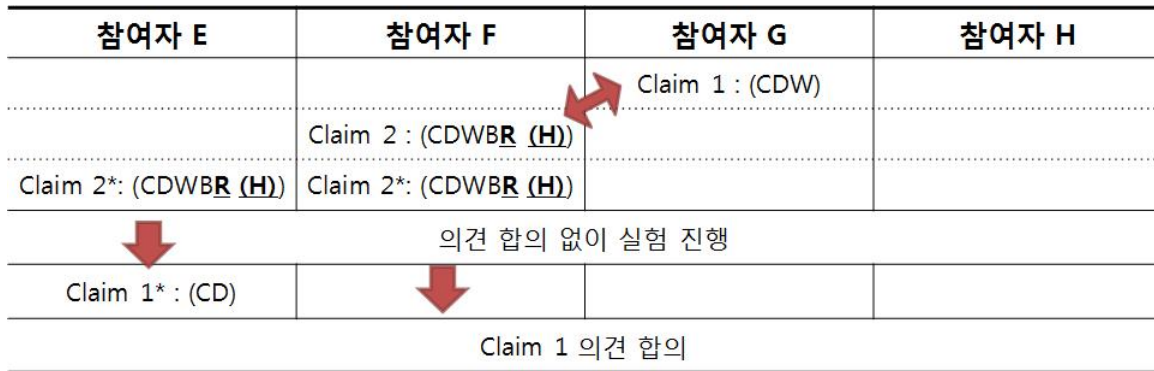 참여자 E 참여자 F 참여자 G 참여자 H
Claim 1 : (CDW)
Claim 2 : (CDWBR (H))
Claim 2*: (CDWBR (H)) Claim 2*: (CDWBR (H))
의견 합의 없이 실험 진행
Claim 1* : (CD)
Claim 1 의견 합의